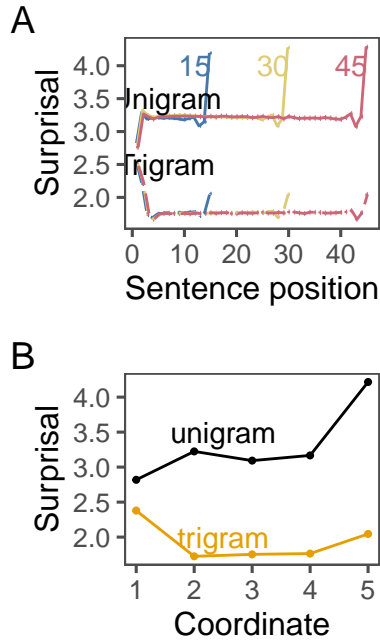 A
15 30 45
4.0
3.5
Unigram
3.0
2.5
Trigram
2.0
Surprisal
0 10 20 30 40
Sentence position
B
4.0
3.5
unigram
3.0
2.5
trigram
2.0
Surprisal
1 2 3 4 5
Coordinate